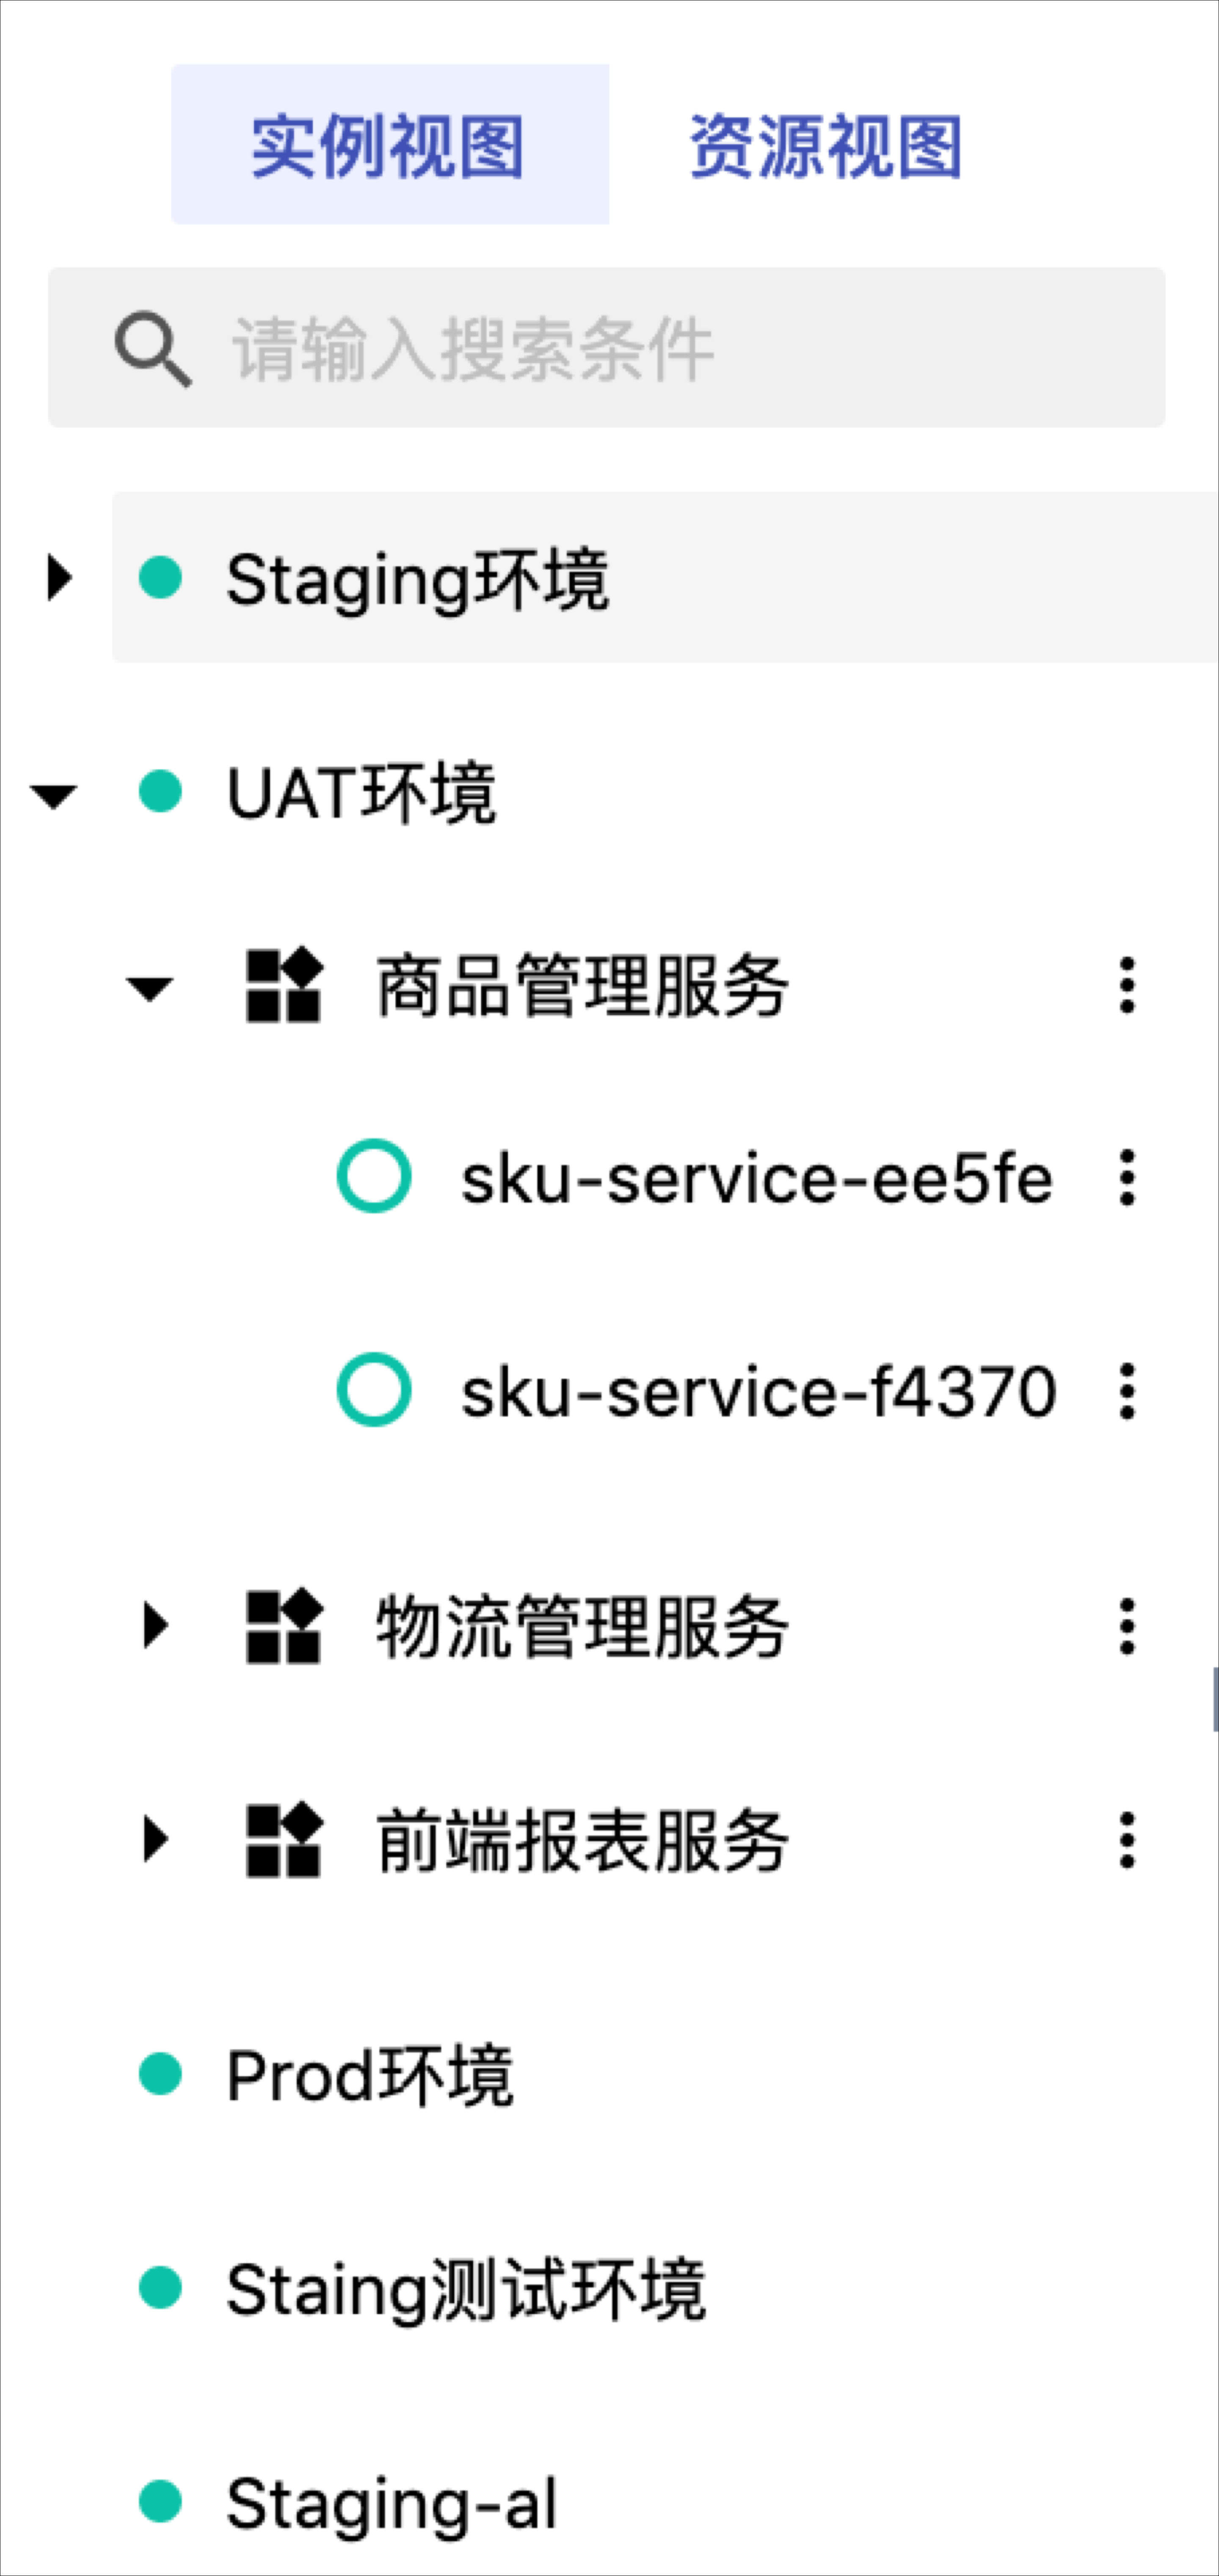 实例视图 资源视图
请输入搜索条件
Staging环境
UAT环境
商品管理服务
sku-service-ee5fe
sku-service-f4370
物流管理服务
前端报表服务
Prod环境
Staing测试环境
Staging-al